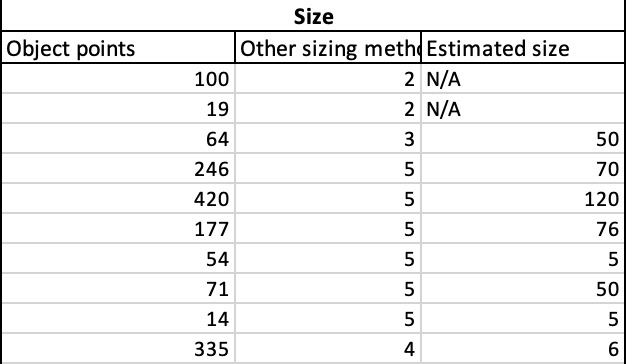 Size
Object points Other sizing meth Estimated size
100 2 N/A
19 2 N/A
64 3 50
246 5 70
420 5 120
177 5 76
54 5 5
71 5 50
14 5 5
335 4 6